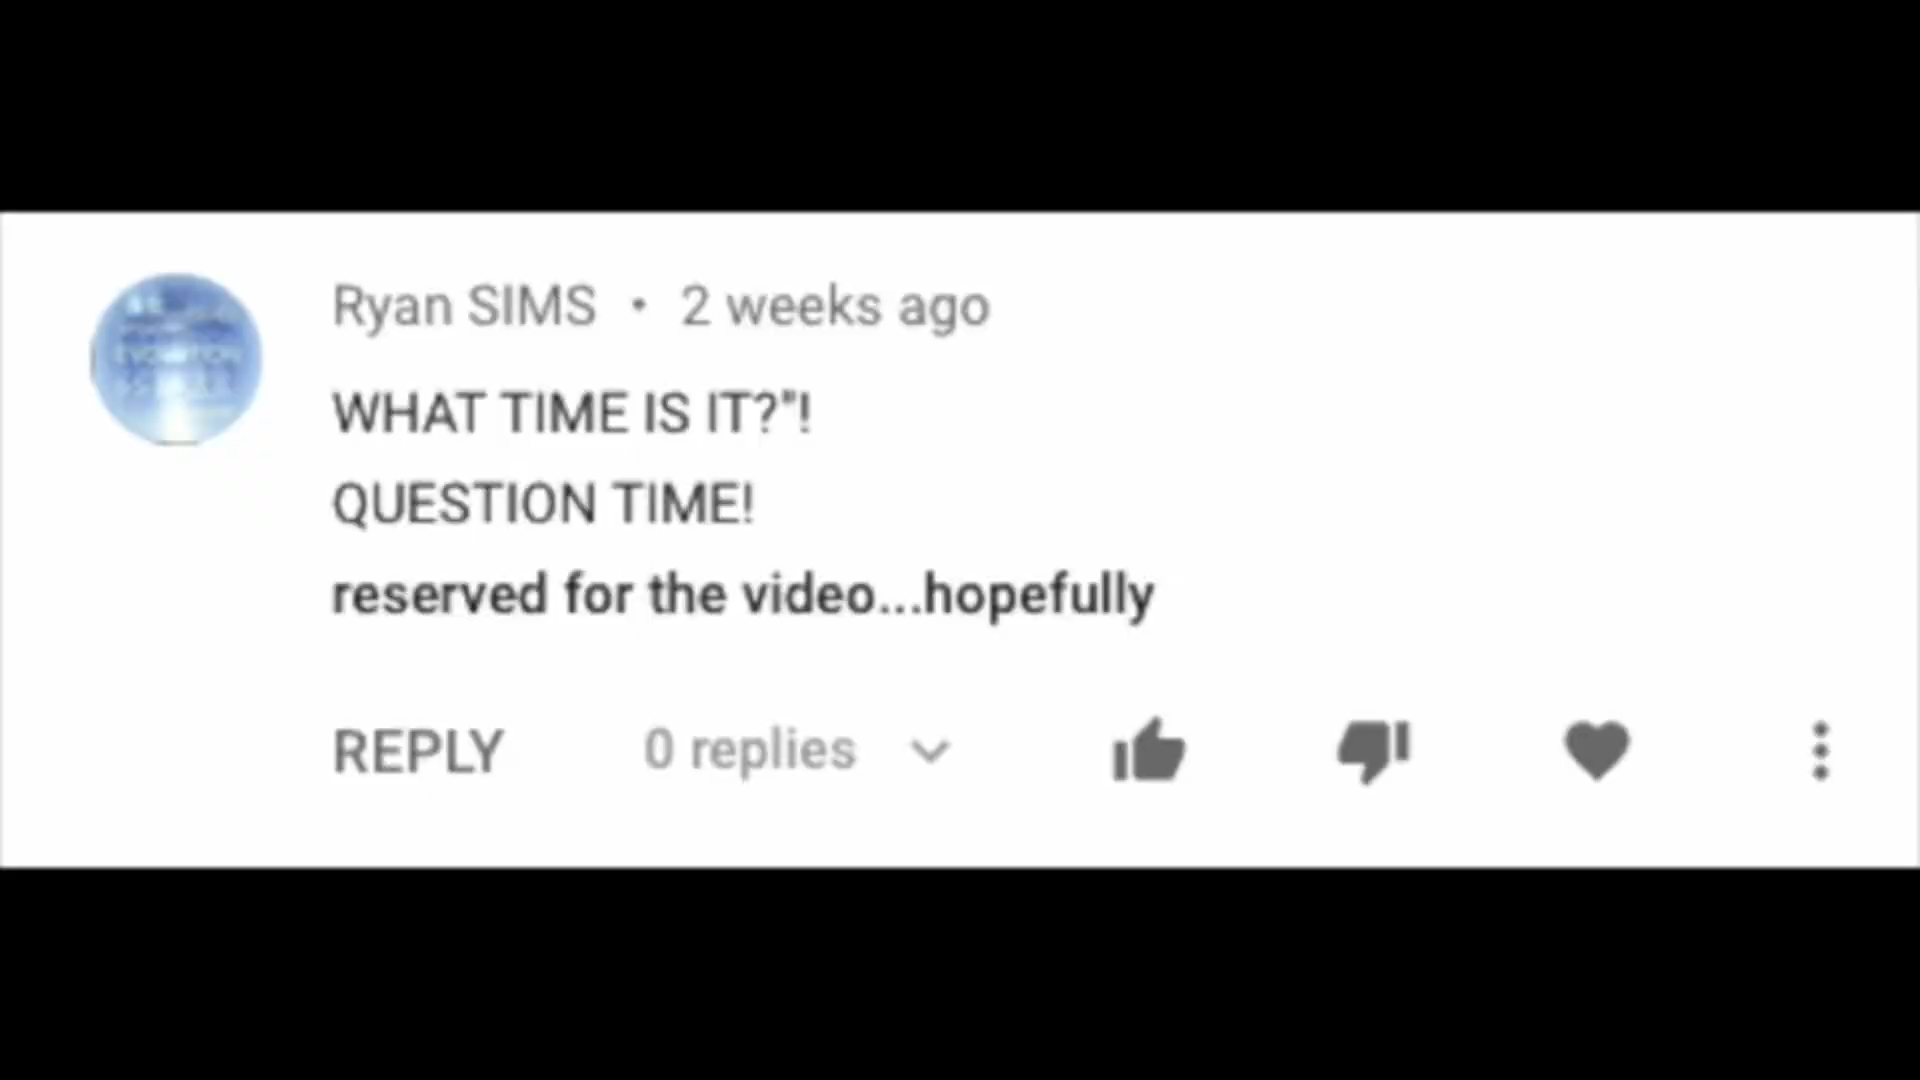 Ryan SIMS • 2 weeks ago
WHAT TIME IS IT?"!
QUESTION TIME!
reserved for the video...hopefully
REPLY 0 replies